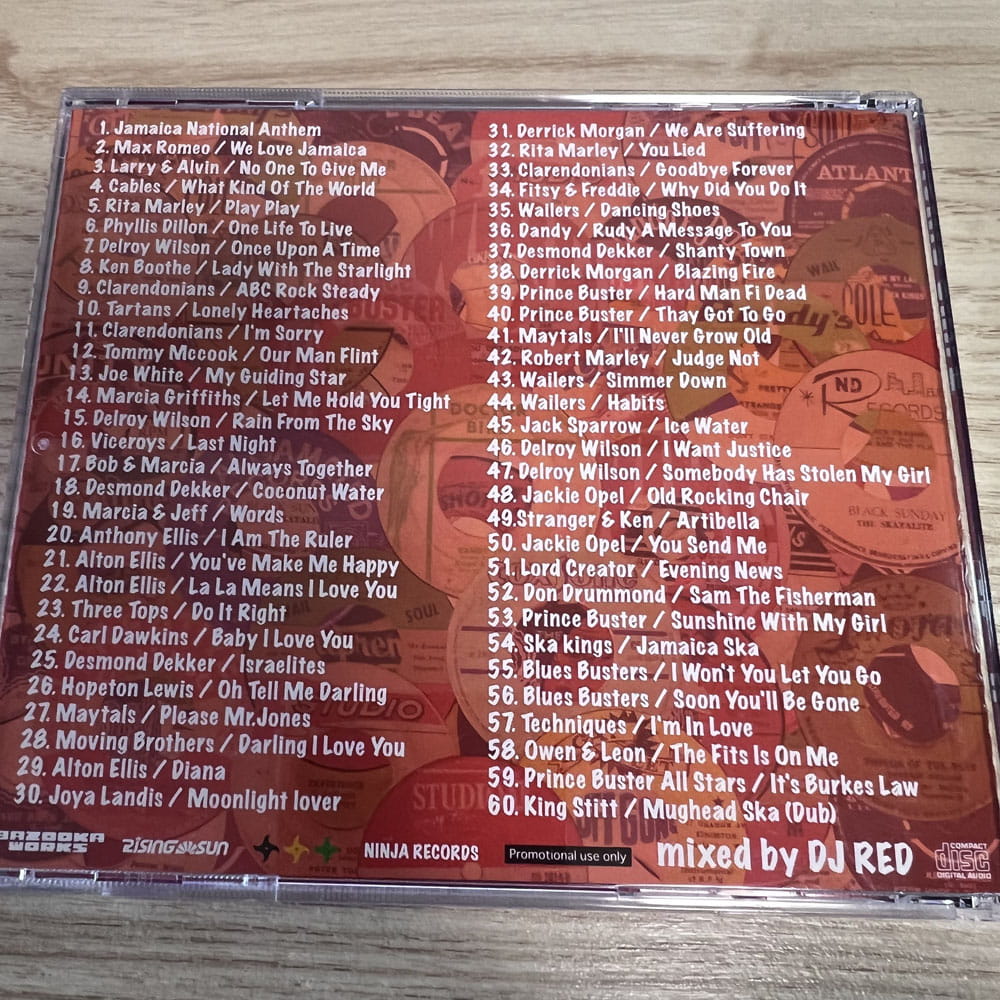 1. Jamaica National Anthem
2. Max Romeo / We Love Jamaica
3. Larry & Alvin / No One To Give Me
4. Cables / What Kind Of The World
5. Rita Marley / Play Play
6. Phyllis Dillon / One Life To Live
7. Delroy Wilson / Once Upon A Time
8. Ken Boothe / Lady With The Starlight
9. Clarendonians / ABC Rock Steady
10. Tartans / Lonely Heartaches
11. Clarendonians / I'm Sorry
12. Tommy Mccook / Our Man Flint
13. Joe White / My Guiding Star
14. Marcia Griffiths / Let Me Hold You Tight
15. Delroy Wilson / Rain From The Sky
16. Viceroys / Last Night
17. Bob & Marcia / Always Together
18. Desmond Dekker / Coconut Water
19. Marcia & Jeff / Words
20. Anthony Ellis / I Am The Ruler
21. Alton Ellis / You've Make Me Happy
22. Alton Ellis / La La Means I Love You
23. Three Tops / Do It Right
24. Carl Dawkins / Baby I Love You
25. Desmond Dekker / Israelites
26. Hopeton Lewis / Oh Tell Me Darling
27. Maytals / Please Mr.Jones
28. Moving Brothers / Darling I Love You
29. Alton Ellis / Diana
30. Joya Landis / Moonlight lover
31. Derrick Morgan / We Are Suffering
32. Rita Marley / You Lied
33. Clarendonians / Goodbye Forever
34. Fitsy & Freddie / Why Did You Do It
35. Wailers / Dancing Shoes
36. Dandy / Rudy A Message To You
37. Desmond Dekker / Shanty Town
38. Derrick Morgan / Blazing Fire
39. Prince Buster / Hard Man Fi Dead
40. Prince Buster / Thay Got To Go
41. Maytals / I'll Never Grow Old
42. Robert Marley / Judge Not
43. Wailers / Simmer Down
44. Wailers / Habits
45. Jack Sparrow / Ice Water
46. Delroy Wilson / I Want Justice
47. Delroy Wilson / Somebody Has Stolen My Girl
48. Jackie Opel / Old Rocking Chair
49.Stranger & Ken / Artibella
50. Jackie Opel / You Send Me
51. Lord Creator / Evening News
52. Don Drummond / Sam The Fisherman
53. Prince Buster / Sunshine With My Girl
54. Ska kings / Jamaica Ska
55. Blues Busters / I Won't You Let You Go
56. Blues Busters / Soon You'll Be Gone
57. Techniques / I'm In Love
58. Owen & Leon / The Fits Is On Me
59. Prince Buster All Stars / It's Burkes Law
60. King Stitt / Mughead Ska (Dub)
BAZOOKA
WORKS
RISING SUN
NINJA RECORDS
Promotional use only
mixed by DJ RED
COMPACT
disc
DIGITAL AUDIO
ATLANT
WAIL
COLE
RND
RECORDS
BLACK SUNDAY
THE SKATALITE
SOUL
STUDIO